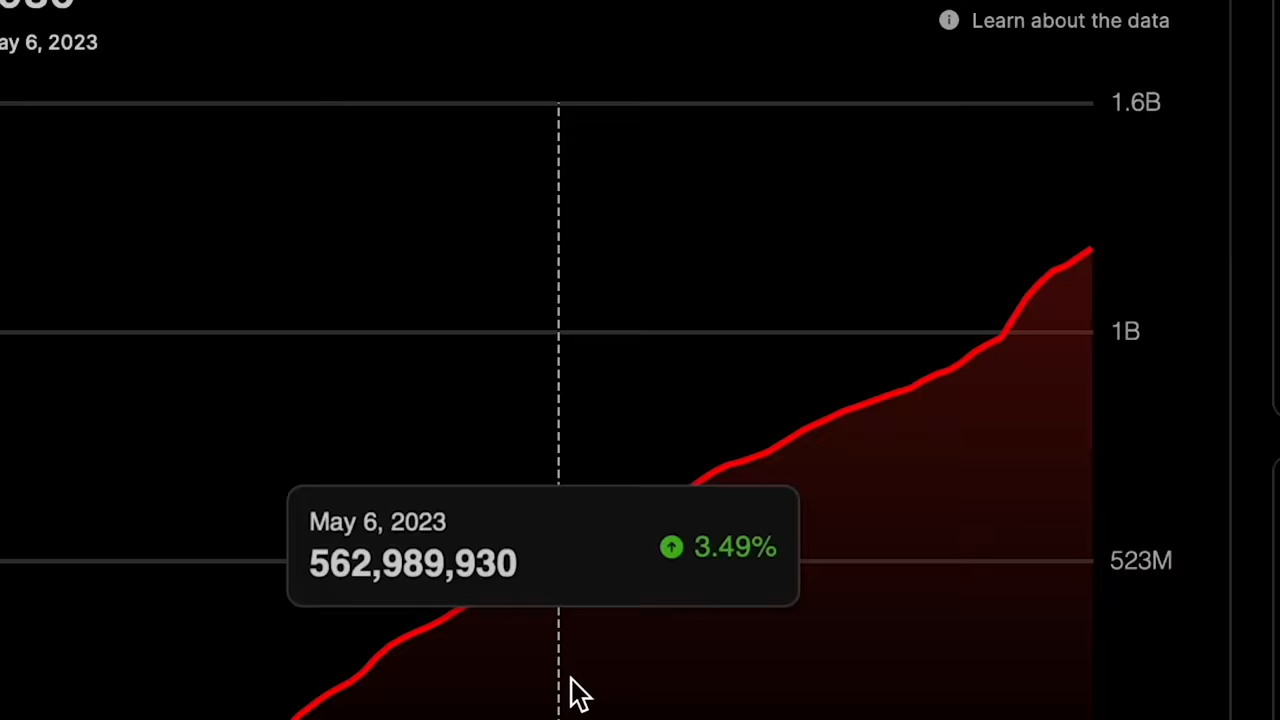 ay 6, 2023
Learn about the data
1.6B
1B
May 6, 2023
3.49%
562,989,930
523M